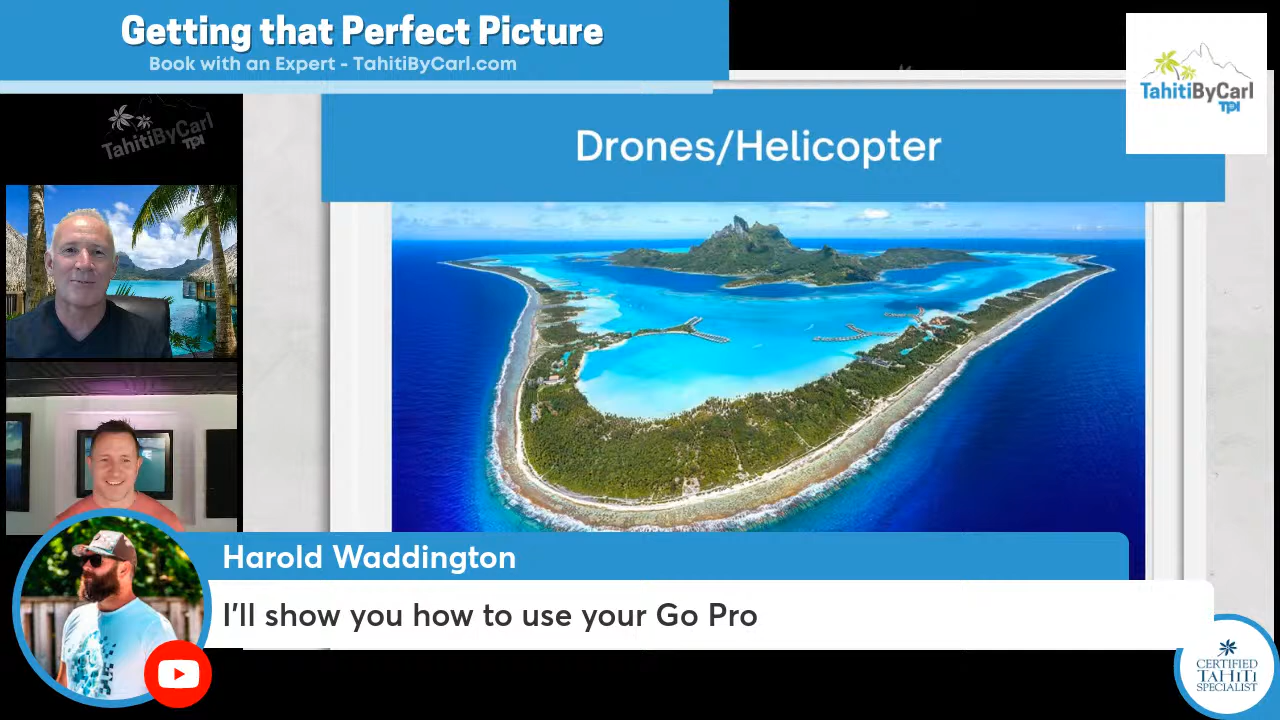 Getting that Perfect Picture
Book with an Expert - TahitiByCarl.com
TahitiByCarl
TPI
TahitiByCarl
TPI
Drones/Helicopter
Harold Waddington
I'll show you how to use your Go Pro
CERTIFIED
TAHITI
SPECIALIST